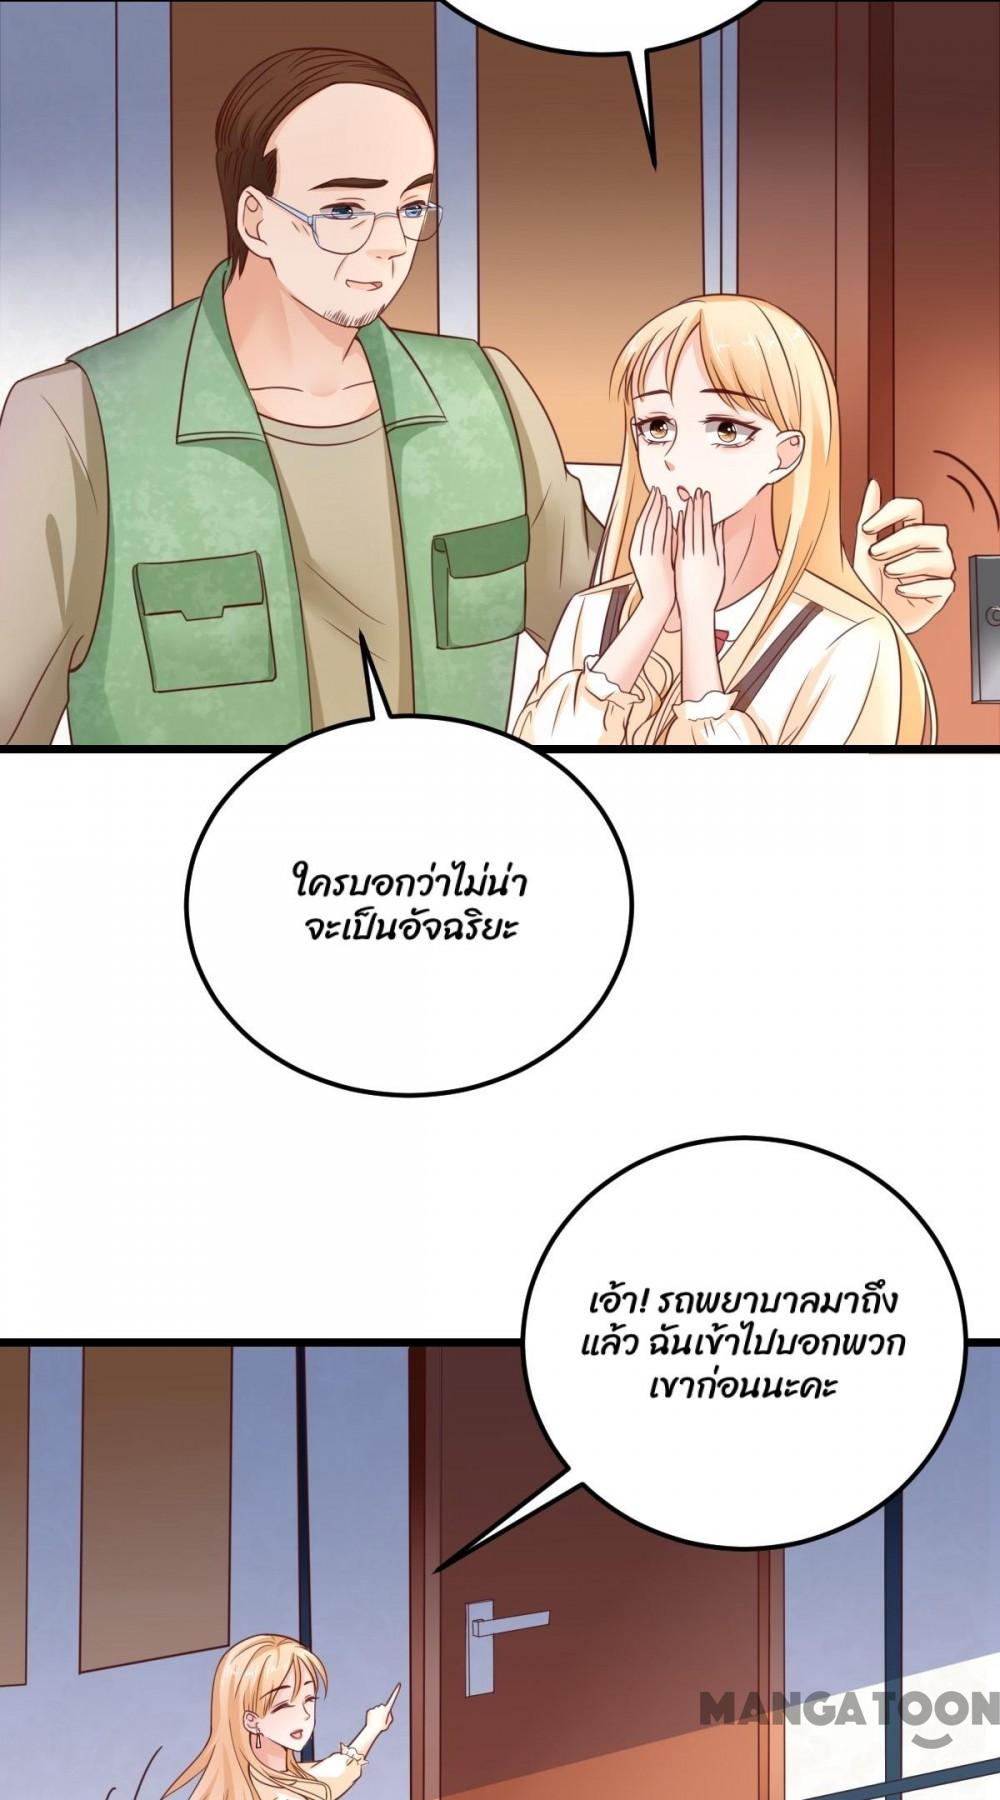 ใครบอกว่าไม่น่า
จะเป็นอัจฉริยะ
เอ้า! รถพยาบาลมาถึง
แล้ว ฉันเข้าไปบอกพวก
เขาก่อนนะคะ
MANGATOON